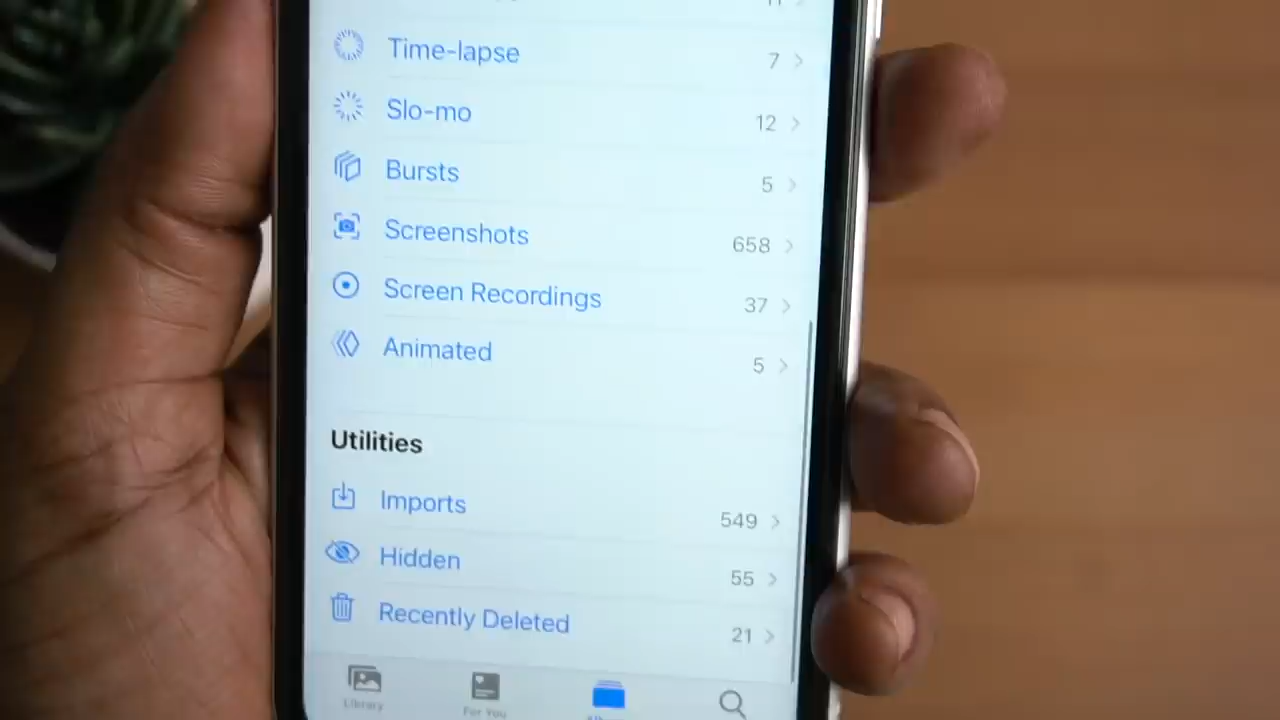 Time-lapse 7
Slo-mo 12
Bursts 5
Screenshots 658
Screen Recordings 37
Animated 5
Utilities
Imports 549
Hidden 55
Recently Deleted 21
Library For You